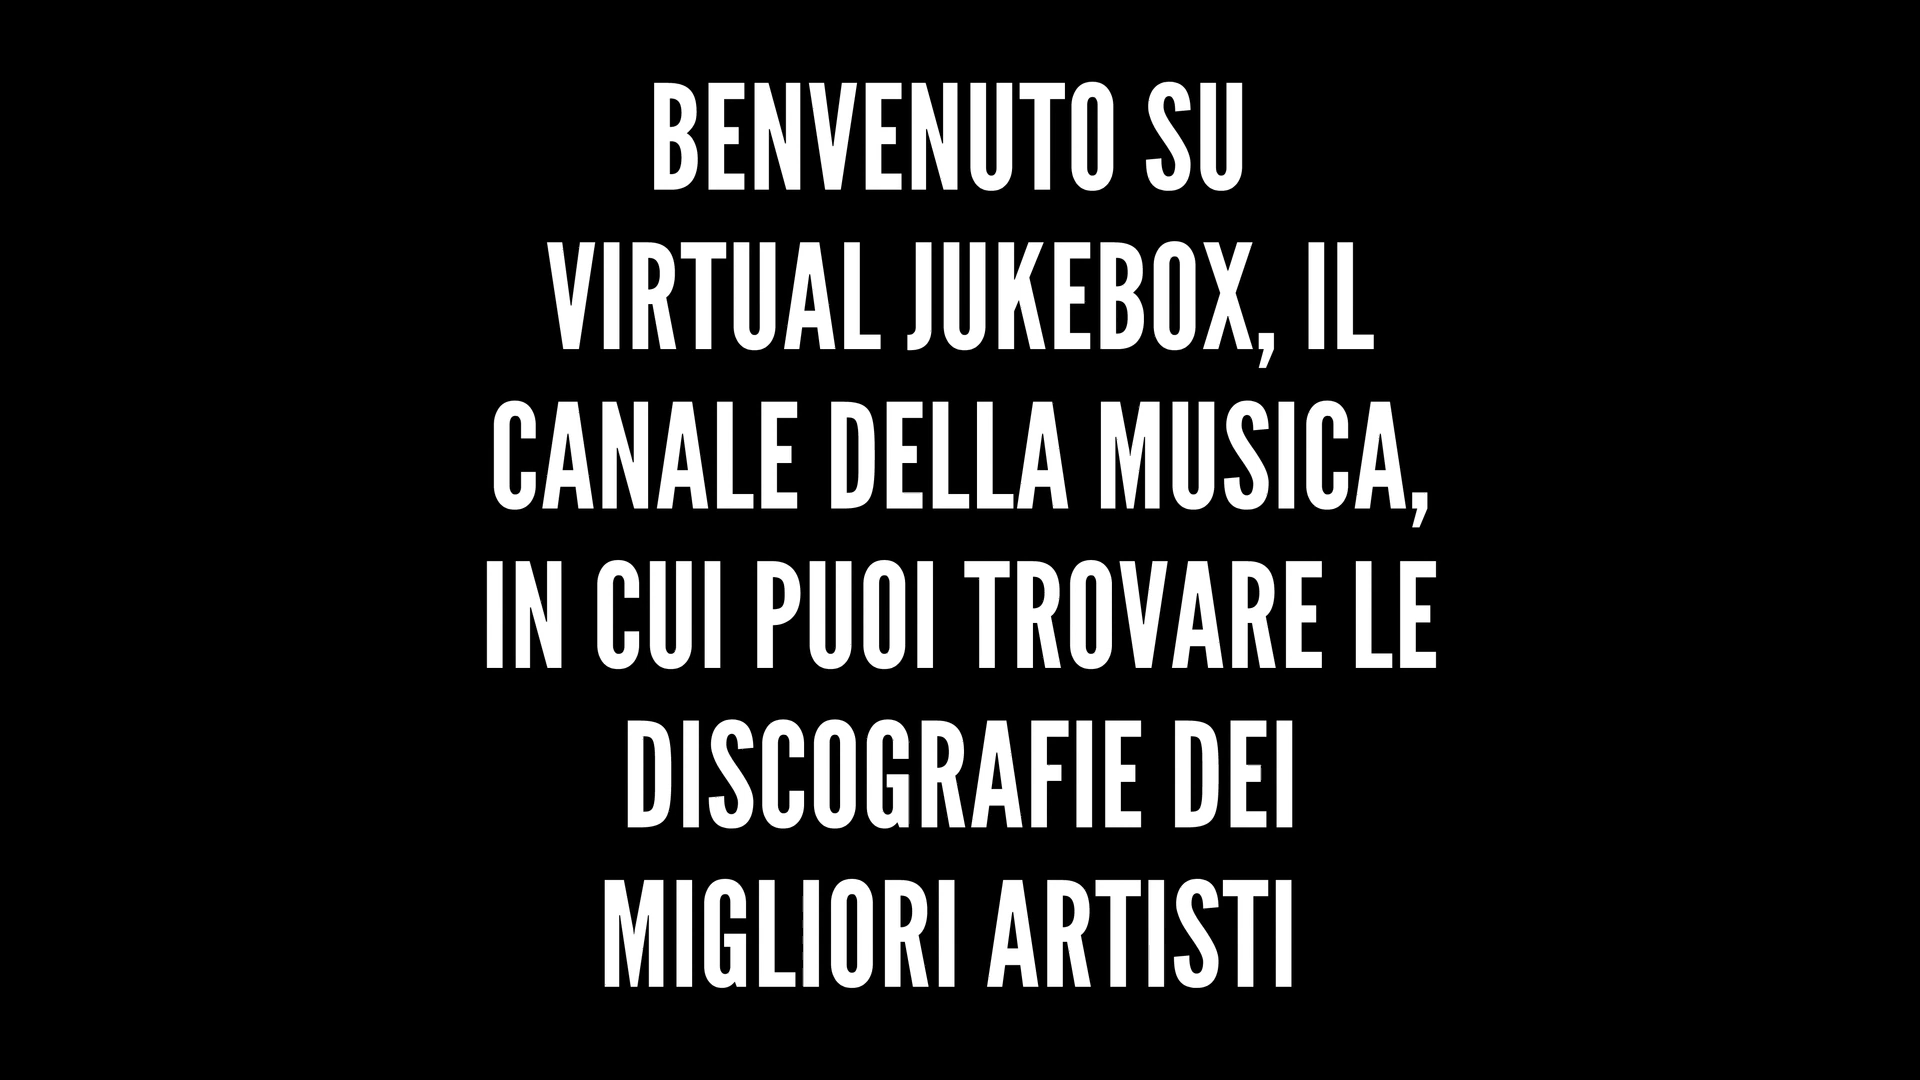 BENVENUTO SU
VIRTUAL JUKEBOX, IL
CANALE DELLA MUSICA,
IN CUI PUOI TROVARE LE
DISCOGRAFIE DEI
MIGLIORI ARTISTI